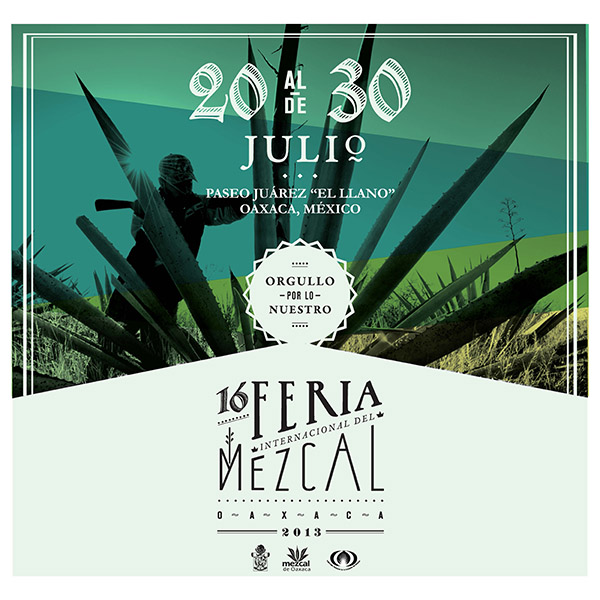 20 AL DE 30
JULIO
PASEO JUÁREZ “EL LLANO”
OAXACA, MÉXICO
ORGULLO
POR LO
NUESTRO
16 FERIA
INTERNACIONAL DEL
MEZCAL
O~A~X~A~C~A
2013
mezcal
de Oaxaca